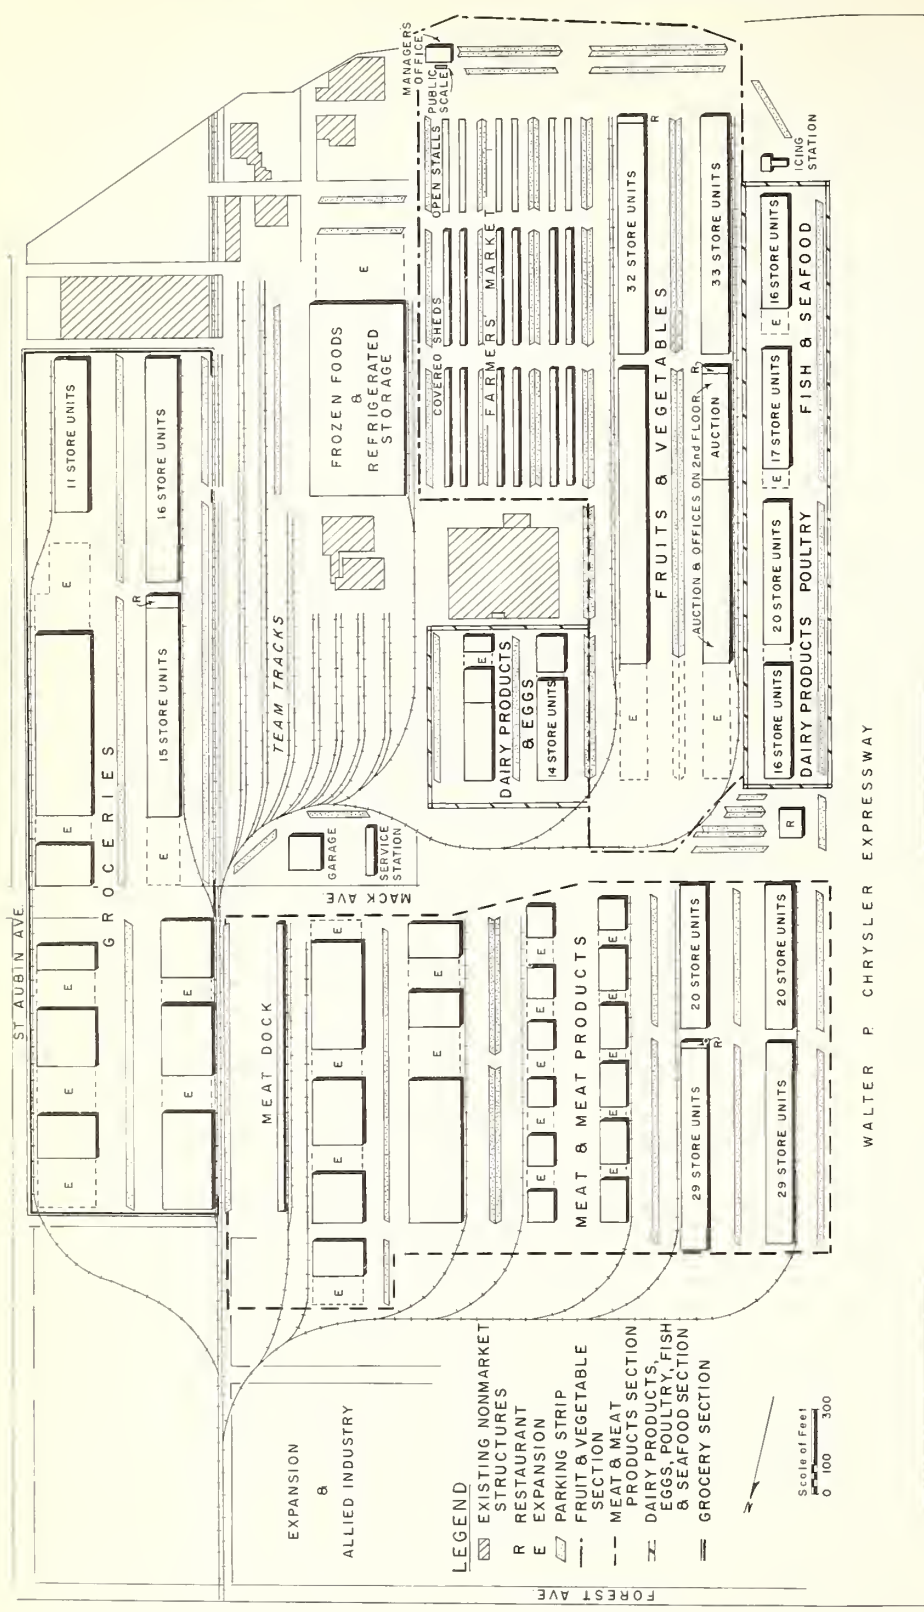 ST AUBIN AVE.
E
E
E
E
E
11 STORE UNITS
GROCERIES
E
E
E
15 STORE UNITS
R
16 STORE UNITS
TEAM TRACKS
MEAT DOCK
E
E
E
E
E
MACK AVE.
GARAGE
SERVICE
STATION
FROZEN FOODS
&
REFRIGERATED
STORAGE
E
MANAGERS
OFFICE
PUBLIC
SCALE
COVERED SHEDS
OPEN STALLS
FARMERS' MARKET
E
E
E
DAIRY PRODUCTS
& EGGS
14 STORE UNITS
E
E
E
E
E
MEAT & MEAT PRODUCTS
E
E
E
E
E
E
32 STORE UNITS
R
FRUITS & VEGETABLES
29 STORE UNITS
R
20 STORE UNITS
E
AUCTION & OFFICES ON 2nd FLOOR
AUCTION
R
33 STORE UNITS
29 STORE UNITS
20 STORE UNITS
R
16 STORE UNITS
20 STORE UNITS
E
17 STORE UNITS
E
16 STORE UNITS
ICING
STATION
DAIRY PRODUCTS
POULTRY
FISH & SEAFOOD
WALTER P. CHRYSLER EXPRESSWAY
FOREST AVE
EXPANSION
&
ALLIED INDUSTRY
LEGEND
EXISTING NONMARKET
STRUCTURES
R RESTAURANT
E EXPANSION
PARKING STRIP
FRUIT & VEGETABLE
SECTION
MEAT & MEAT
PRODUCTS SECTION
DAIRY PRODUCTS,
EGGS, POULTRY, FISH
& SEAFOOD SECTION
GROCERY SECTION
N
Scale of Feet
0 100 300